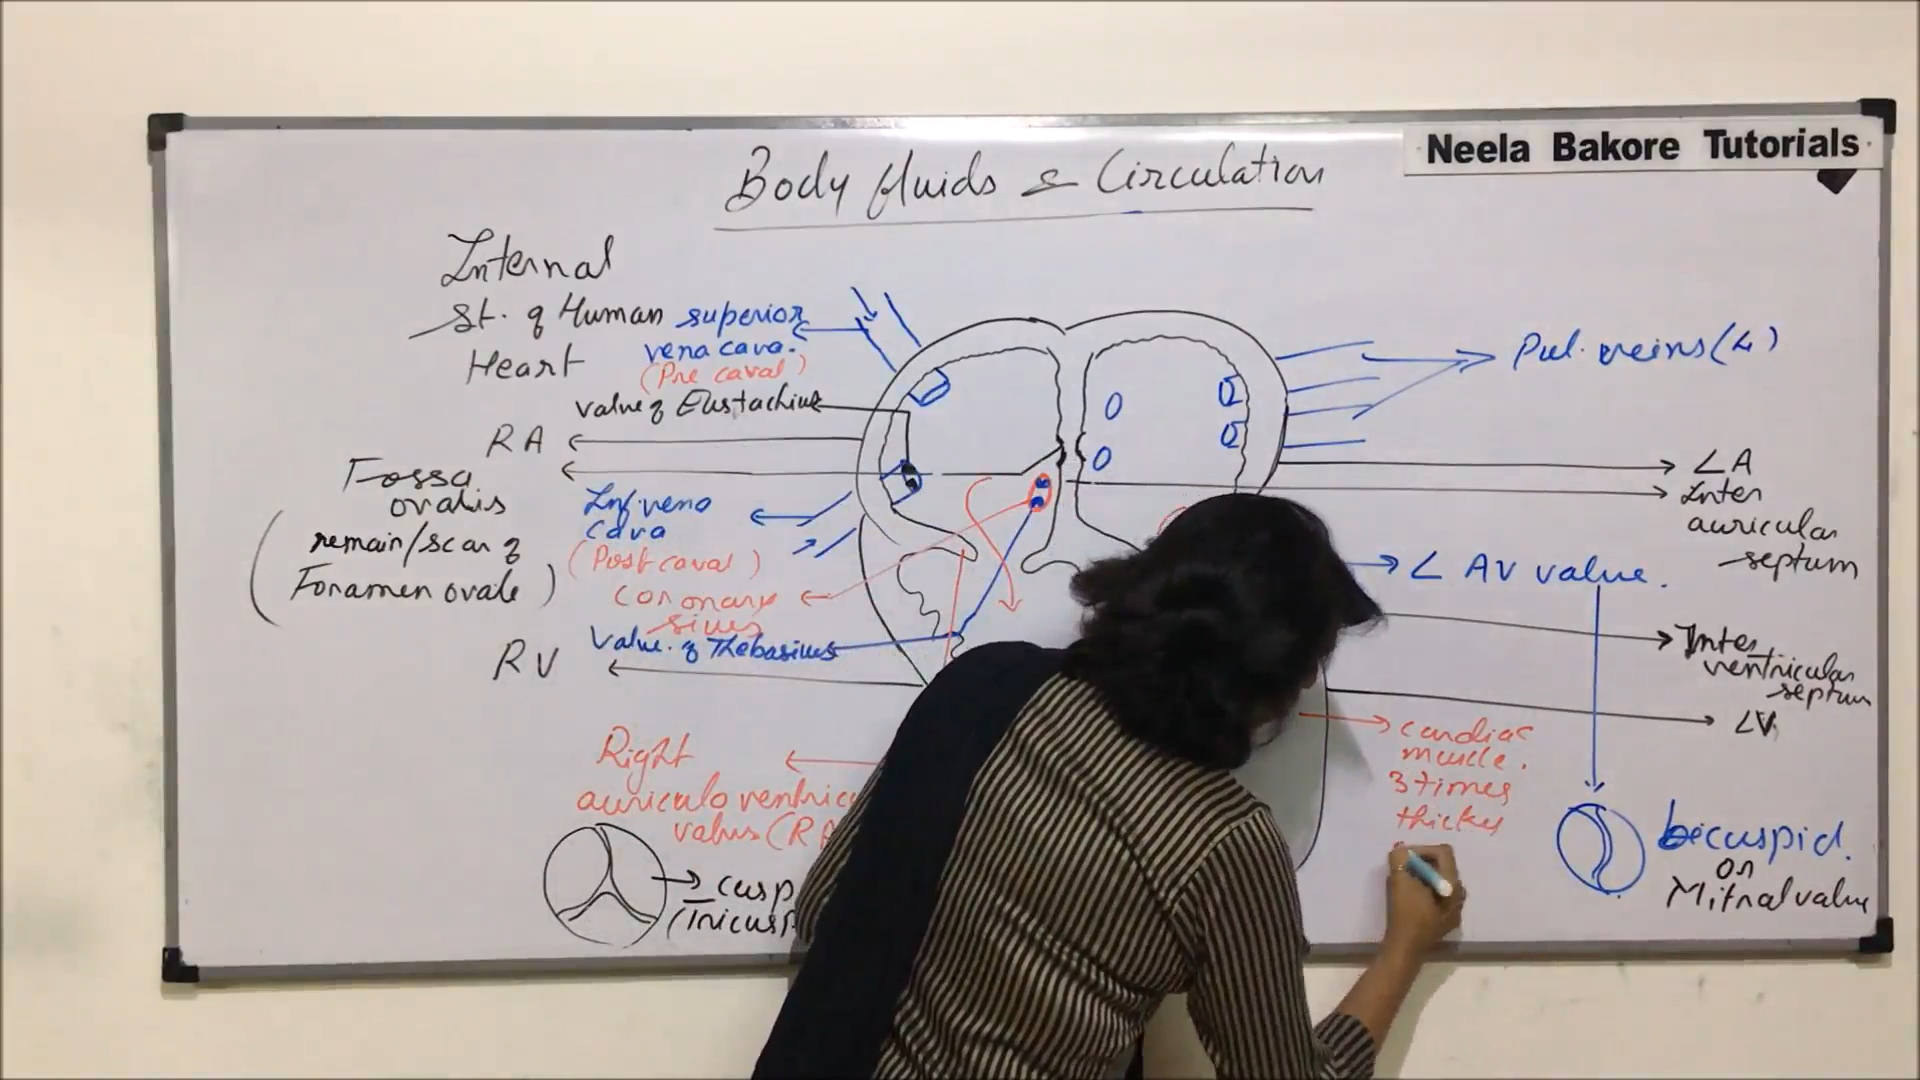 Neela Bakore Tutorials
Body fluids & Circulation
Internal
St. of Human
Heart
superior
vena cava.
(Pre caval)
valve of Eustachius
RA
Fossa
ovalis
remain/scar of
Foramen ovale
(
)
Inf. vena
cava
(Post caval)
coronary
sinus
Valve of Thebasius
RV
Right
auriculo ventric
cusp
(Tricusp
Pul. veins (4)
LA
Inter
auricular
septum
L AV valve.
Inter
ventricular
septum
LV
cardiac
muscle.
3 times
thicker
bicuspid.
or
Mitral valve